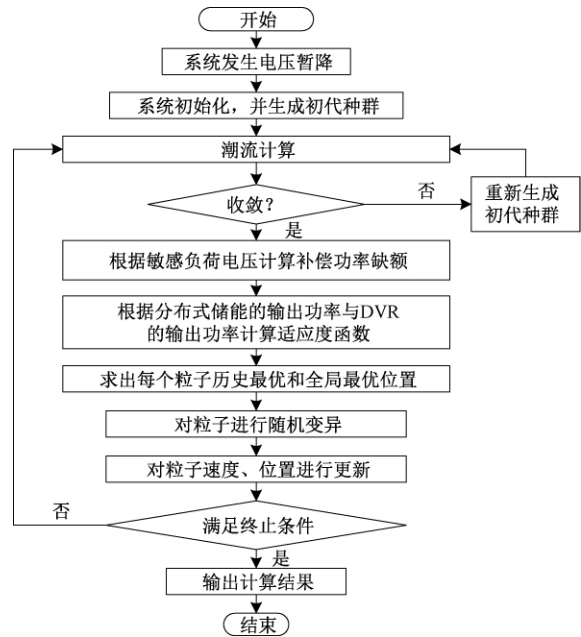 开始
系统发生电压暂降
系统初始化，并生成初代种群
潮流计算
收敛？
否
重新生成
初代种群
是
根据敏感负荷电压计算补偿功率缺额
根据分布式储能的输出功率与DVR
的输出功率计算适应度函数
求出每个粒子历史最优和全局最优位置
对粒子进行随机变异
对粒子速度、位置进行更新
否
满足终止条件
是
输出计算结果
结束